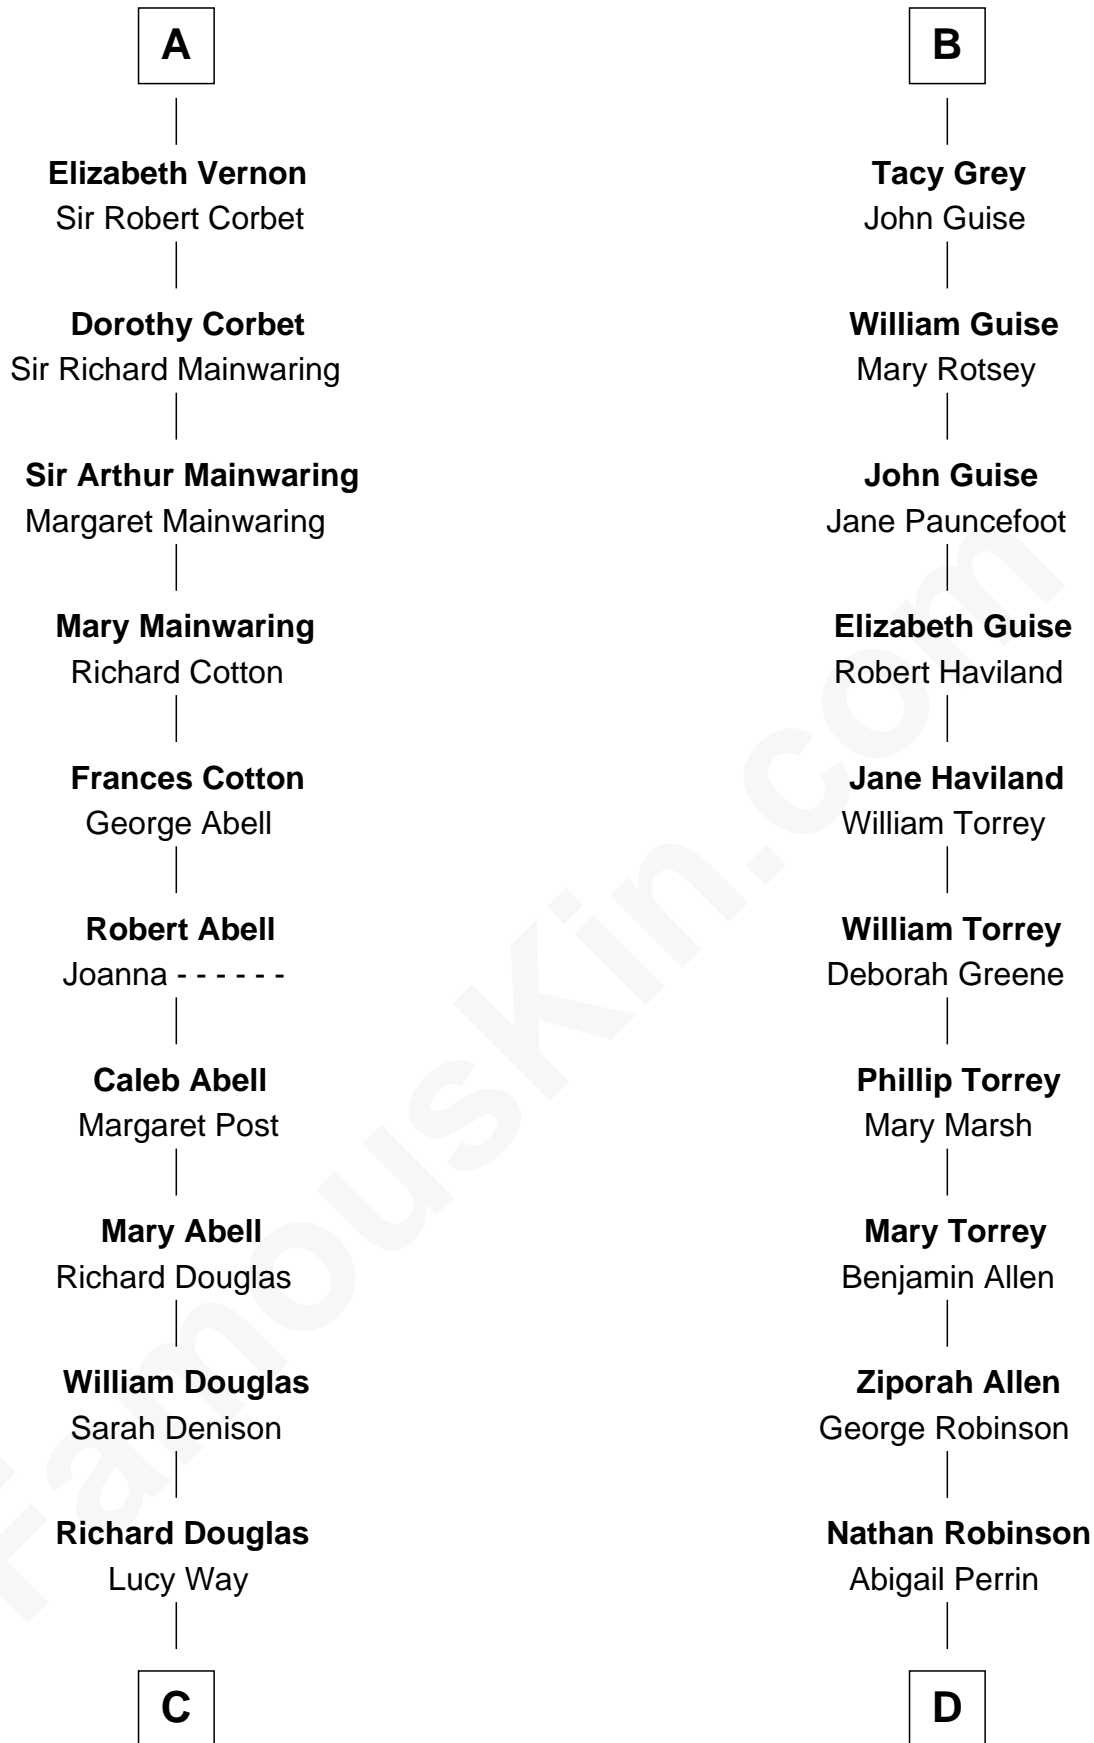 A
Elizabeth Vernon
Sir Robert Corbet
Dorothy Corbet
Sir Richard Mainwaring
Sir Arthur Mainwaring
Margaret Mainwaring
Mary Mainwaring
Richard Cotton
Frances Cotton
George Abell
Robert Abell
Joanna - - - - - -
Caleb Abell
Margaret Post
Mary Abell
Richard Douglas
William Douglas
Sarah Denison
Richard Douglas
Lucy Way
C
B
Tacy Grey
John Guise
William Guise
Mary Rotsey
John Guise
Jane Pauncefoot
Elizabeth Guise
Robert Haviland
Jane Haviland
William Torrey
William Torrey
Deborah Greene
Phillip Torrey
Mary Marsh
Mary Torrey
Benjamin Allen
Ziporah Allen
George Robinson
Nathan Robinson
Abigail Perrin
D
FamousKin.com